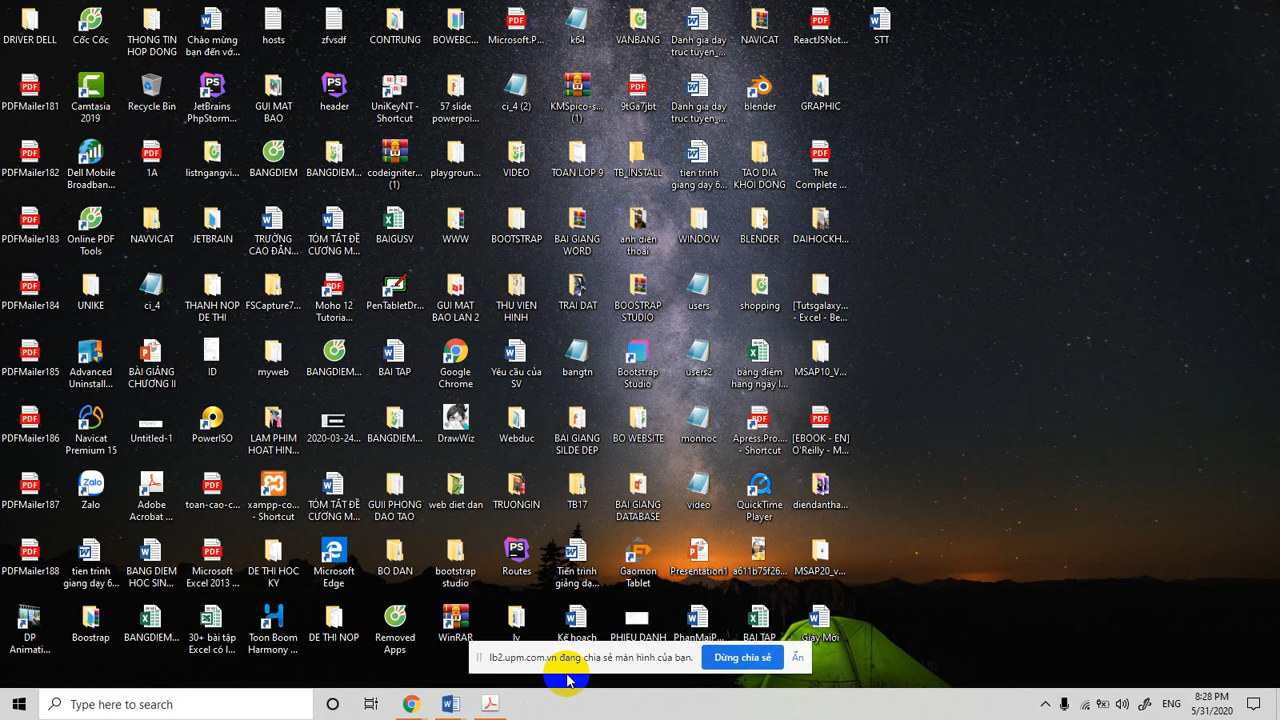 DRIVER DELL
Cốc Cốc
THONG TIN
HOP DONG
Chào mừng
bạn đến vớ...
hosts
zfvsdf
CONTRUNG
BOWEBC...
Microsoft.P...
k64
VANBANG
Danh gia day
truc tuyen_...
NAVICAT
ReactJSNot...
STT
PDFMailer181
Camtasia
2019
Recycle Bin
JetBrains
PhpStorm...
GUI MAT
BAO
header
UniKeyNT -
Shortcut
57 slide
powerpoi...
ci_4 (2)
KMSpico-s...
(1)
9tGa7jbt
Danh gia day
truc tuyen_...
blender
GRAPHIC
PDFMailer182
Dell Mobile
Broadban...
1A
listngangvi...
BANGDIEM
BANGDIEM...
codeigniter...
(1)
playgroun...
VIDEO
TOAN LOP 9
TB_INSTALL
tien trinh
giang day 6...
TAO DIA
KHOI DONG
The
Complete ...
PDFMailer183
Online PDF
Tools
NAVVICAT
JETBRAIN
TRƯỜNG
CAO ĐẲN...
TÓM TẮT ĐỀ
CƯƠNG M...
BAIGUSV
WWW
BOOTSTRAP
BAI GIANG
WORD
anh dien
thoai
WINDOW
BLENDER
DAIHOCKH...
PDFMailer184
UNIKE
ci_4
THANH NOP
DE THI
FSCapture7...
Moho 12
Tutoria...
PenTabletDr...
GUI MAT
BAO LAN 2
THU VIEN
HINH
TRAI DAT
BOOSTRAP
STUDIO
users
shopping
[Tutsgalaxy...
- Excel - Be...
PDFMailer185
Advanced
Uninstall...
BÀI GIẢNG
CHƯƠNG II
ID
myweb
BANGDIEM...
BAI TAP
Google
Chrome
Yêu cầu của
SV
bangtn
Bootstrap
Studio
users2
bảng điểm
hang ngày l...
MSAP10_V...
PDFMailer186
Navicat
Premium 15
Untitled-1
PowerISO
LAM PHIM
HOAT HIN...
2020-03-24...
BANGDIEM...
DrawWiz
Webduc
BAI GIANG
SILDE DEP
BO WEBSITE
monhoc
Apress.Pro....
- Shortcut
[EBOOK - EN]
O'Reilly - M...
PDFMailer187
Zalo
Adobe
Acrobat ...
toan-cao-c...
xampp-co...
- Shortcut
TÓM TẮT ĐỀ
CƯƠNG M...
GUII PHONG
DAO TAO
web diet dan
TRUONGIN
TB17
BAI GIANG
DATABASE
video
QuickTime
Player
diendantha...
PDFMailer188
tien trinh
giang day 6...
BANG DIEM
HOC SIN...
Microsoft
Excel 2013 ...
DE THI HOC
KY
Microsoft
Edge
BO DAN
bootstrap
studio
Routes
Tiến trình
giảng dạ...
Gaomon
Tablet
Presentation1
a611b75f26...
MSAP20_v...
DP
Animati...
Boostrap
BANGDIEM...
30+ bài tập
Excel có l...
Toon Boom
Harmony ...
DE THI NOP
Removed
Apps
WinRAR
ly
Kế hoạch
PHIEU DANH
PhanMaiP...
BAI TAP
Giấy Mời
lb2.upm.com.vn đang chia sẻ màn hình của bạn.
Dừng chia sẻ
Ẩn
Type here to search
ENG
8:28 PM
5/31/2020